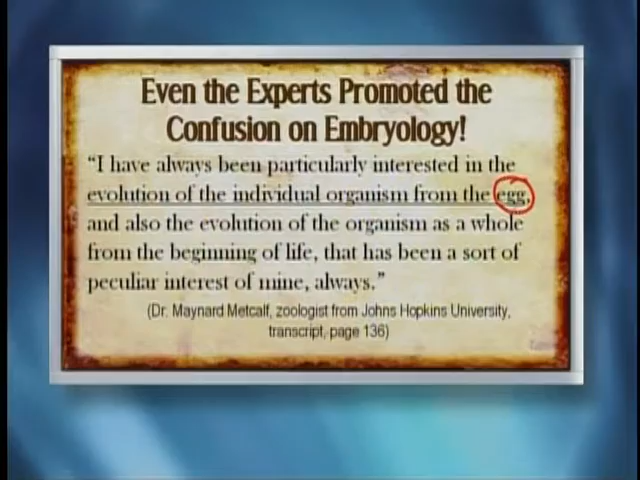 Even the Experts Promoted the
Confusion on Embryology!
“I have always been particularly interested in the
evolution of the individual organism from the egg,
and also the evolution of the organism as a whole
from the beginning of life, that has been a sort of
peculiar interest of mine, always.”
(Dr. Maynard Metcalf, zoologist from Johns Hopkins University,
transcript, page 136)